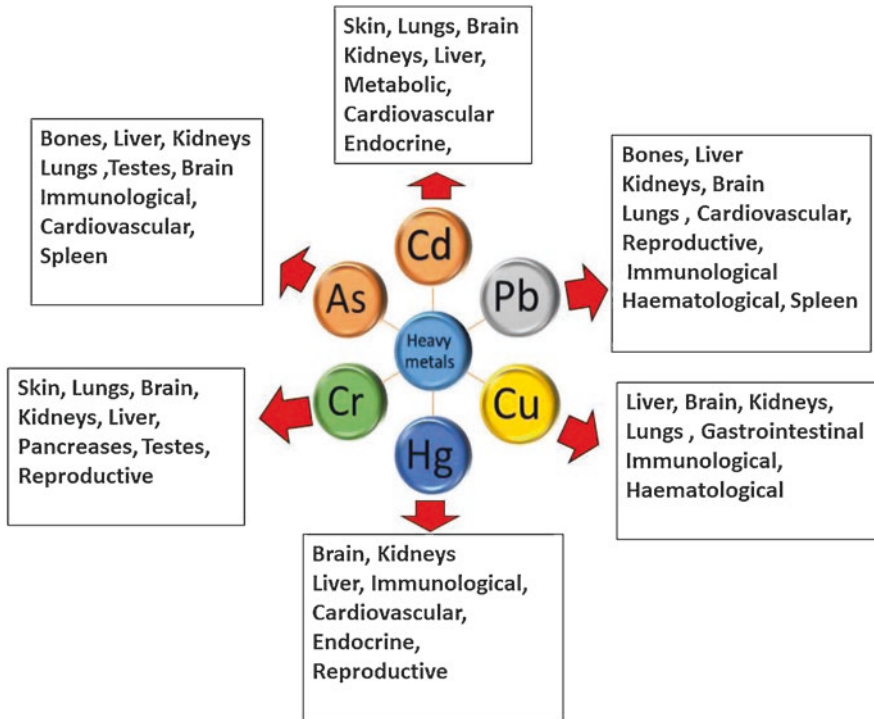 Skin, Lungs, Brain
Kidneys, Liver,
Metabolic,
Cardiovascular
Endocrine,
Bones, Liver, Kidneys
Lungs ,Testes, Brain
Immunological,
Cardiovascular,
Spleen
Bones, Liver
Kidneys, Brain
Lungs , Cardiovascular,
Reproductive,
Immunological
Haematological, Spleen
Cd
As
Pb
Heavy
metals
Cr
Cu
Hg
Skin, Lungs, Brain,
Kidneys, Liver,
Pancreases, Testes,
Reproductive
Liver, Brain, Kidneys,
Lungs , Gastrointestinal
Immunological,
Haematological
Brain, Kidneys
Liver, Immunological,
Cardiovascular,
Endocrine,
Reproductive